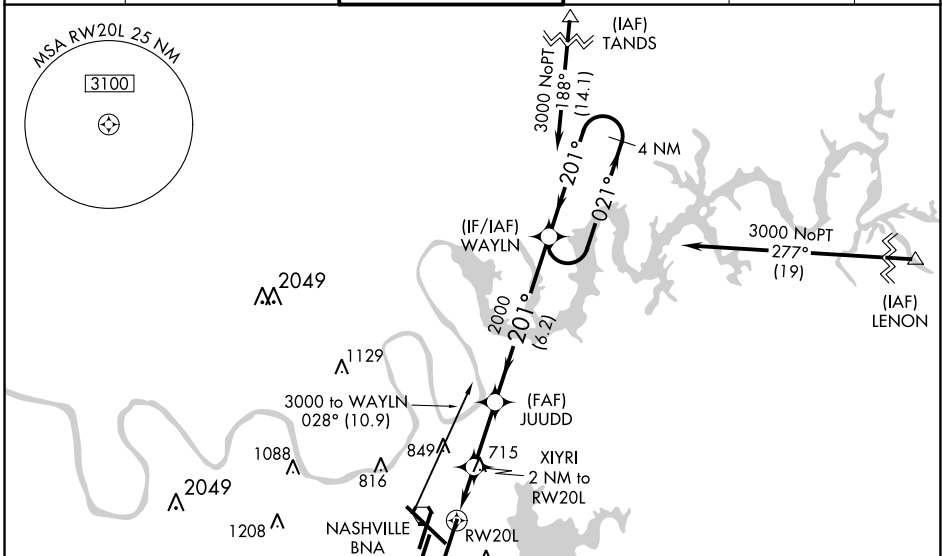 MSA RW20L 25 NM
3100
(IAF)
TANDS
3000 NoPT
188°
(14.1)
4 NM
201°
021°
(IF/IAF)
WAYLN
3000 NoPT
277°
(19)
(IAF)
LENON
2049
2000
201°
(6.2)
1129
3000 to WAYLN
028° (10.9)
(FAF)
JUUDD
849
715
XIYRI
2 NM to
RW20L
1088
816
2049
1208
NASHVILLE
BNA
RW20L